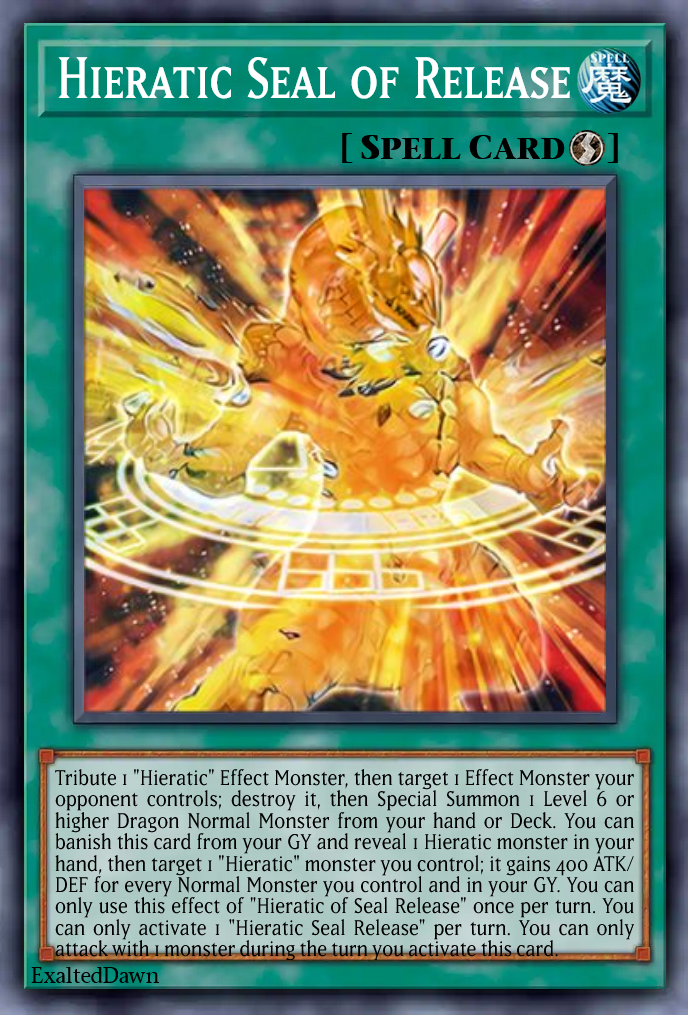 Hieratic Seal of Release
SPELL
魔
[ Spell Card ]
Tribute 1 "Hieratic" Effect Monster, then target 1 Effect Monster your
opponent controls; destroy it, then Special Summon 1 Level 6 or
higher Dragon Normal Monster from your hand or Deck. You can
banish this card from your GY and reveal 1 Hieratic monster in your
hand, then target 1 "Hieratic" monster you control; it gains 400 ATK/
DEF for every Normal Monster you control and in your GY. You can
only use this effect of "Hieratic of Seal Release" once per turn. You
can only activate 1 "Hieratic Seal Release" per turn. You can only
attack with 1 monster during the turn you activate this card.
ExaltedDawn